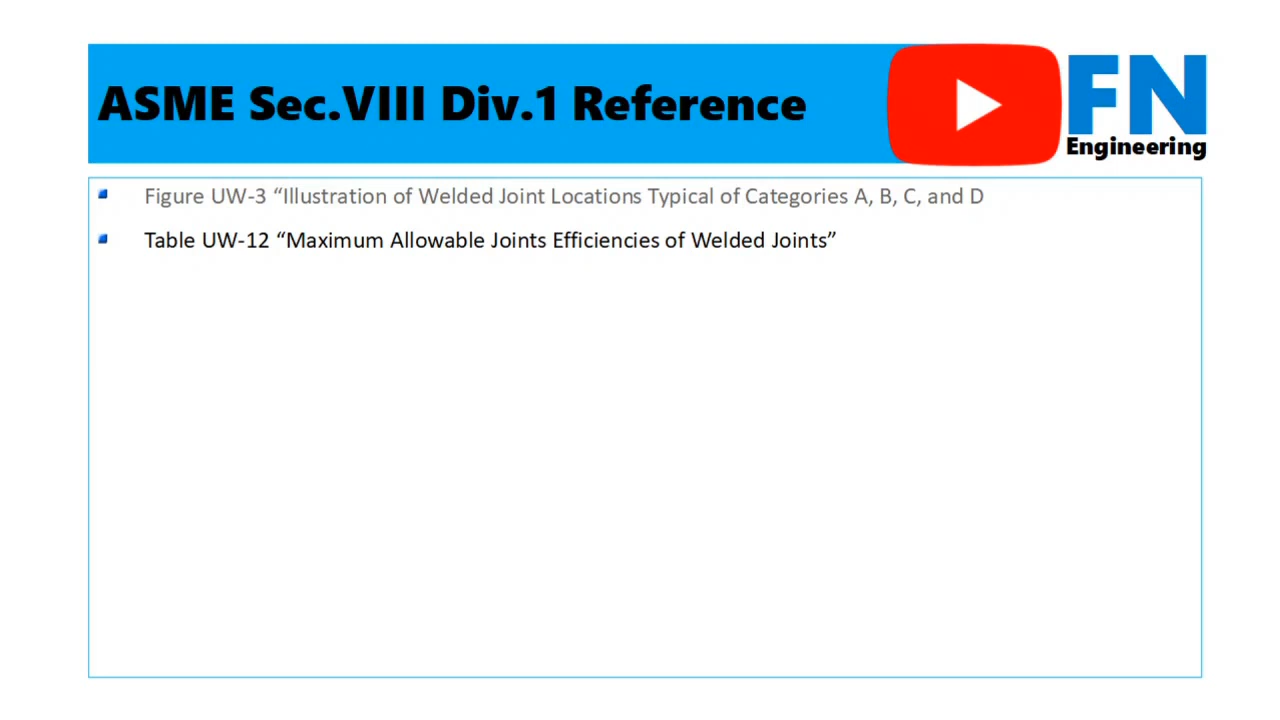 ASME Sec.VIII Div.1 Reference
FN
Engineering
Figure UW-3 “Illustration of Welded Joint Locations Typical of Categories A, B, C, and D
Table UW-12 “Maximum Allowable Joints Efficiencies of Welded Joints”